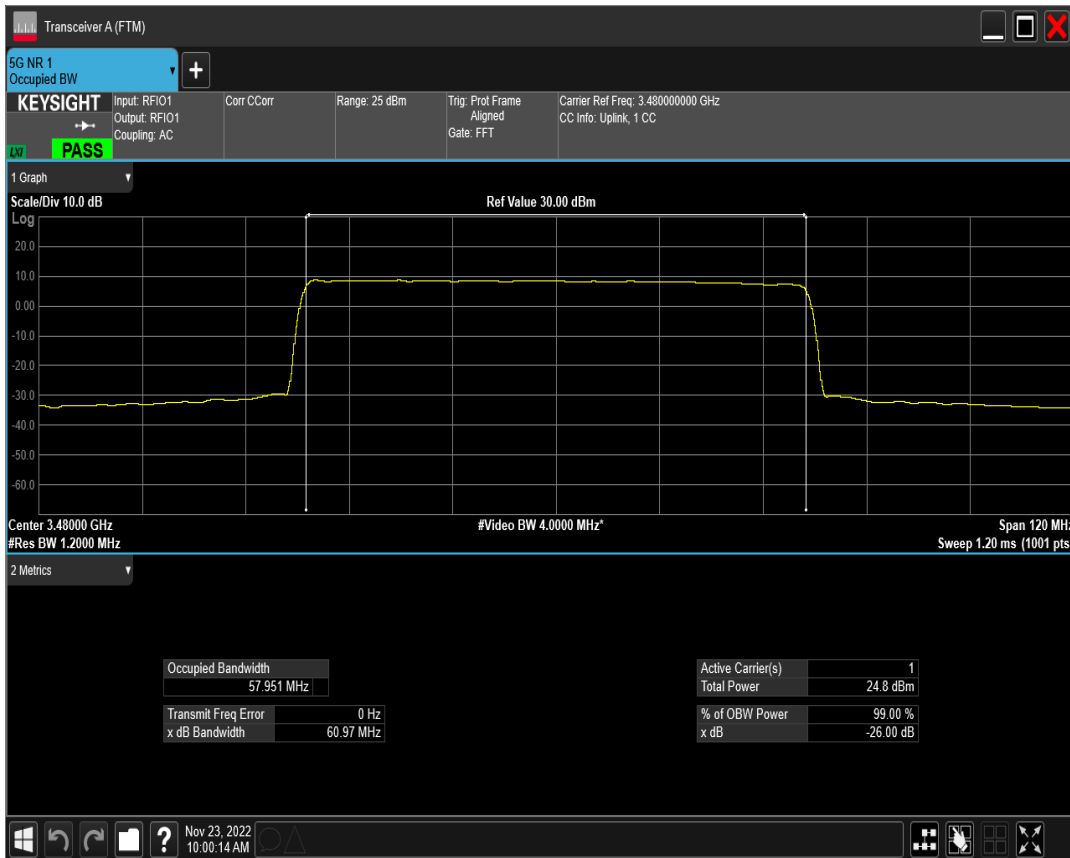 Transceiver A (FTM)
5G NR 1
Occupied BW
+
KEYSIGHT
LXI
PASS
Input: RFIO1
Output: RFIO1
Coupling: AC
Corr CCorr
Range: 25 dBm
Trig: Prot Frame
Aligned
Gate: FFT
Carrier Ref Freq: 3.480000000 GHz
CC Info: Uplink, 1 CC
1 Graph
Scale/Div 10.0 dB
Ref Value 30.00 dBm
Log
20.0
10.0
0.00
-10.0
-20.0
-30.0
-40.0
-50.0
-60.0
Center 3.48000 GHz
#Video BW 4.0000 MHz*
Span 120 MHz
#Res BW 1.2000 MHz
Sweep 1.20 ms (1001 pts
2 Metrics
Occupied Bandwidth
57.951 MHz
Transmit Freq Error 0 Hz
x dB Bandwidth 60.97 MHz
Active Carrier(s) 1
Total Power 24.8 dBm
% of OBW Power 99.00 %
x dB -26.00 dB
?
Nov 23, 2022
10:00:14 AM